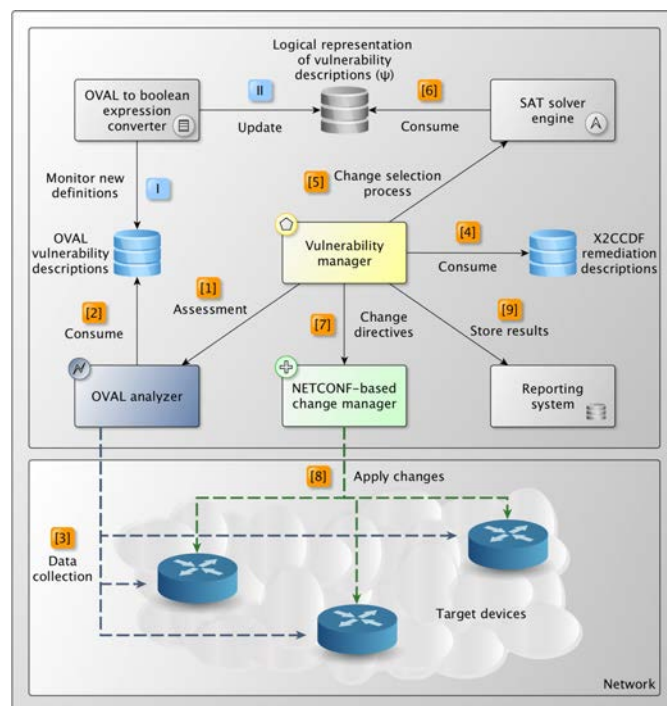 Logical representation
of vulnerability
descriptions (ψ)
OVAL to boolean
expression
converter
II
Update
[6]
Consume
SAT solver
engine
Monitor new
definitions
I
[5]
Change selection
process
OVAL
vulnerability
descriptions
Vulnerability
manager
[4]
Consume
X2CCDF
remediation
descriptions
[2]
Consume
[1]
Assessment
[7]
Change
directives
[9]
Store results
OVAL analyzer
NETCONF-based
change manager
Reporting
system
[8]
Apply changes
[3]
Data
collection
Target devices
Network